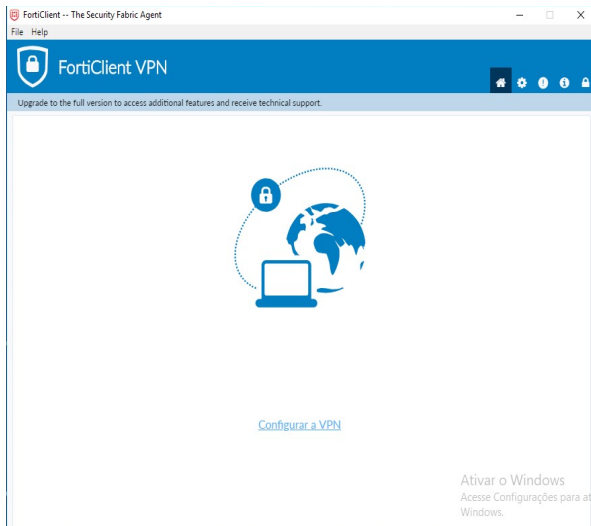 FortiClient -- The Security Fabric Agent
File Help
FortiClient VPN
Upgrade to the full version to access additional features and receive technical support.
Configurar a VPN
Ativar o Windows
Acesse Configurações para at
Windows.